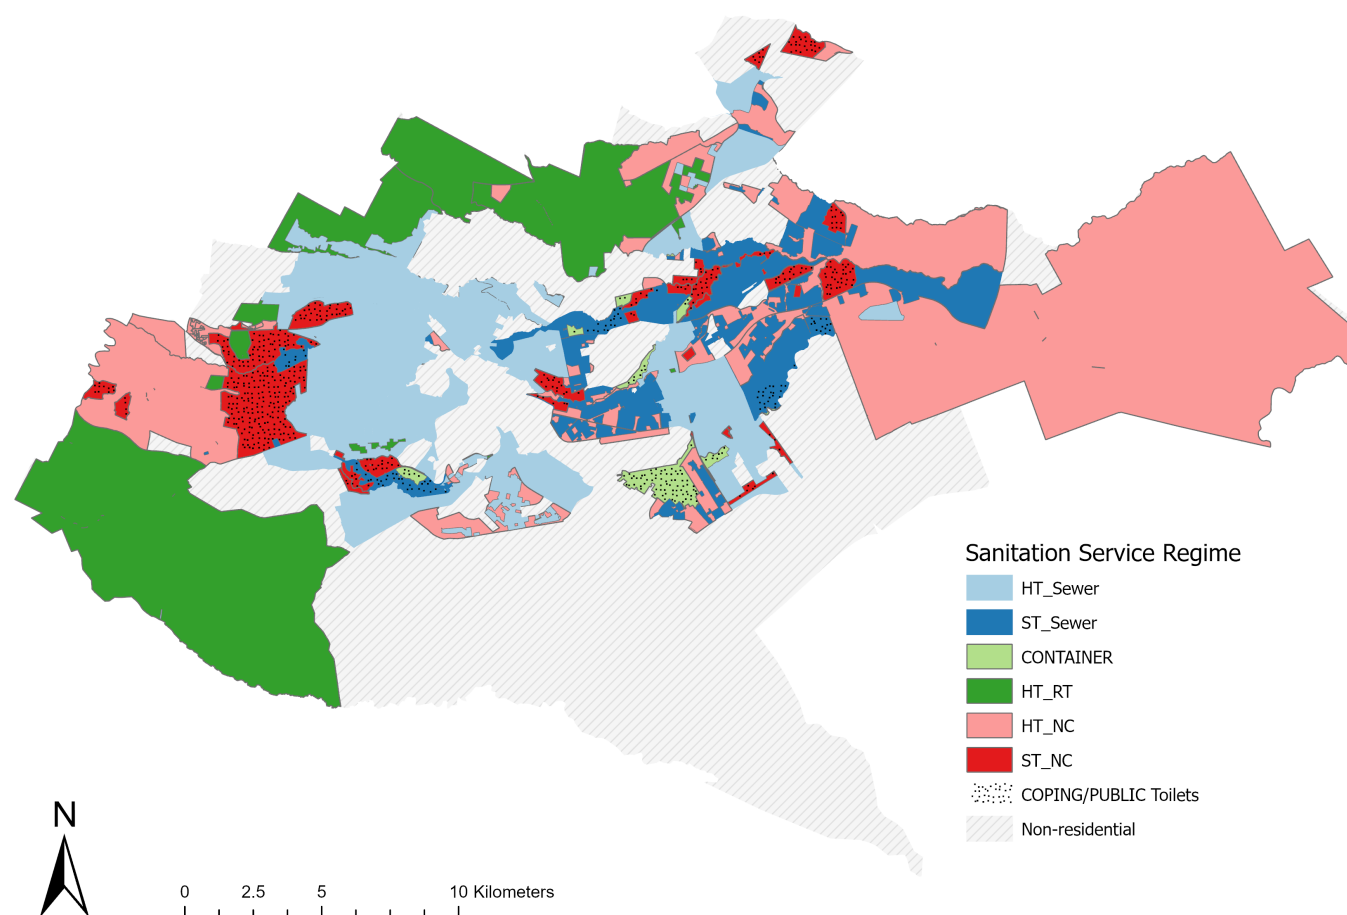 Sanitation Service Regime
HT_Sewer
ST_Sewer
CONTAINER
HT_RT
HT_NC
ST_NC
COPING/PUBLIC Toilets
Non-residential
N
0 2.5 5 10 Kilometers